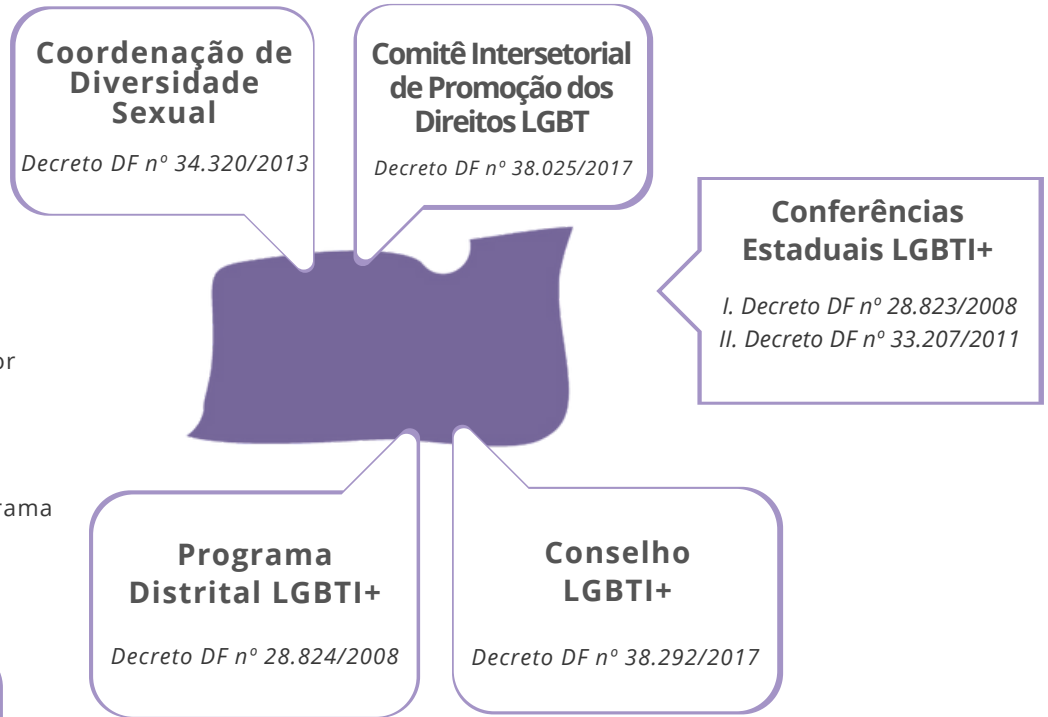 Coordenação de
Diversidade
Sexual
Decreto DF nº 34.320/2013
Comitê Intersetorial
de Promoção dos
Direitos LGBT
Decreto DF nº 38.025/2017
Conferências
Estaduais LGBTI+
I. Decreto DF nº 28.823/2008
II. Decreto DF nº 33.207/2011
or
rama
Programa
Distrital LGBTI+
Decreto DF nº 28.824/2008
Conselho
LGBTI+
Decreto DF nº 38.292/2017